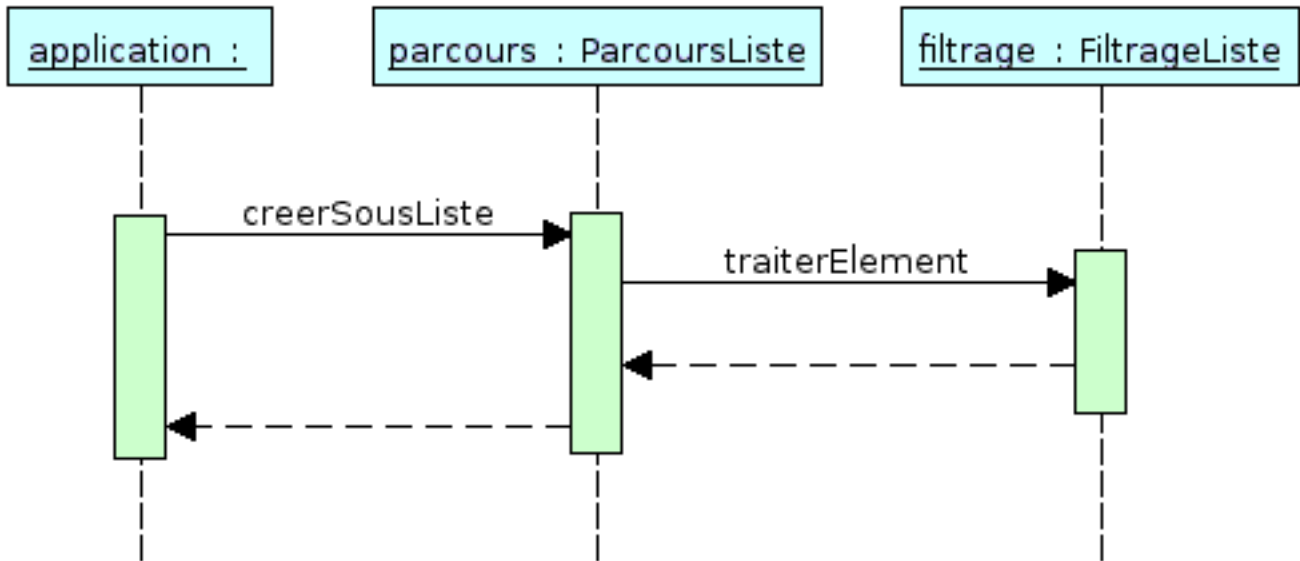 application :
parcours : ParcoursListe
filtrage : FiltrageListe
creerSousListe
traiterElement